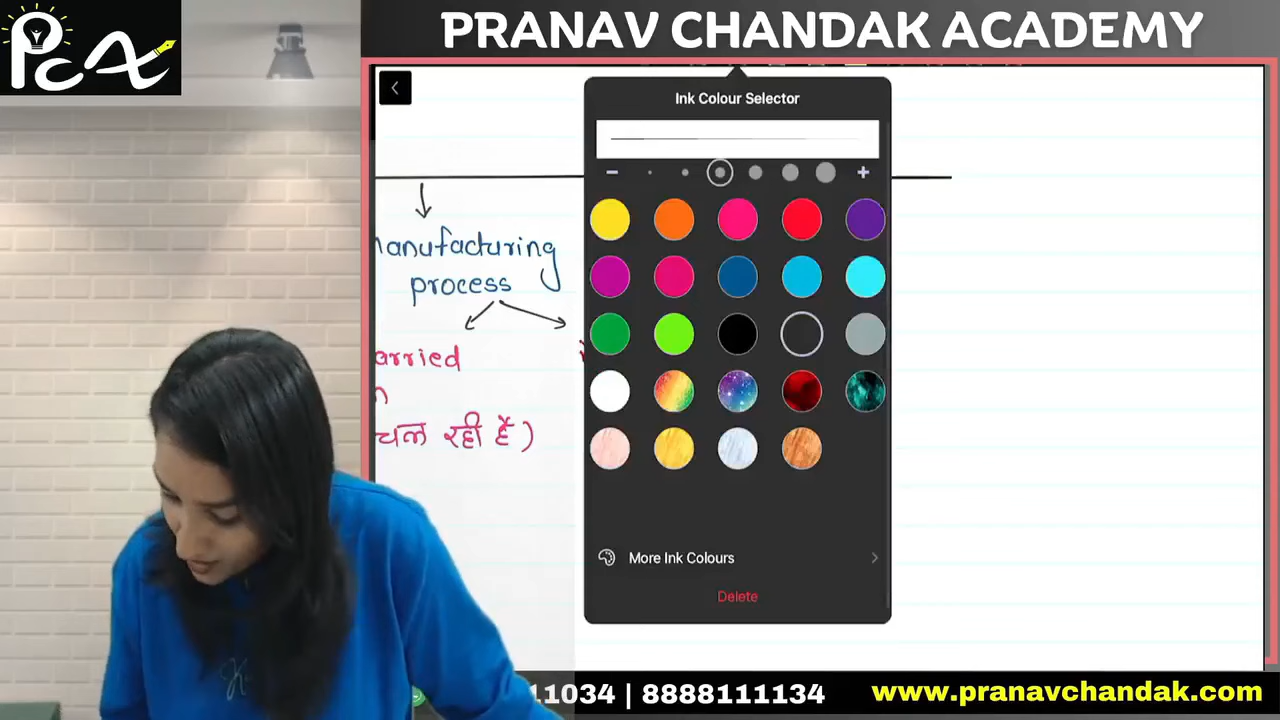 PCA
PRANAV CHANDAK ACADEMY
Ink Colour Selector
anufacturing
process
arried
चल रही है )
More Ink Colours
Delete
11034 | 8888111134
www.pranavchandak.com